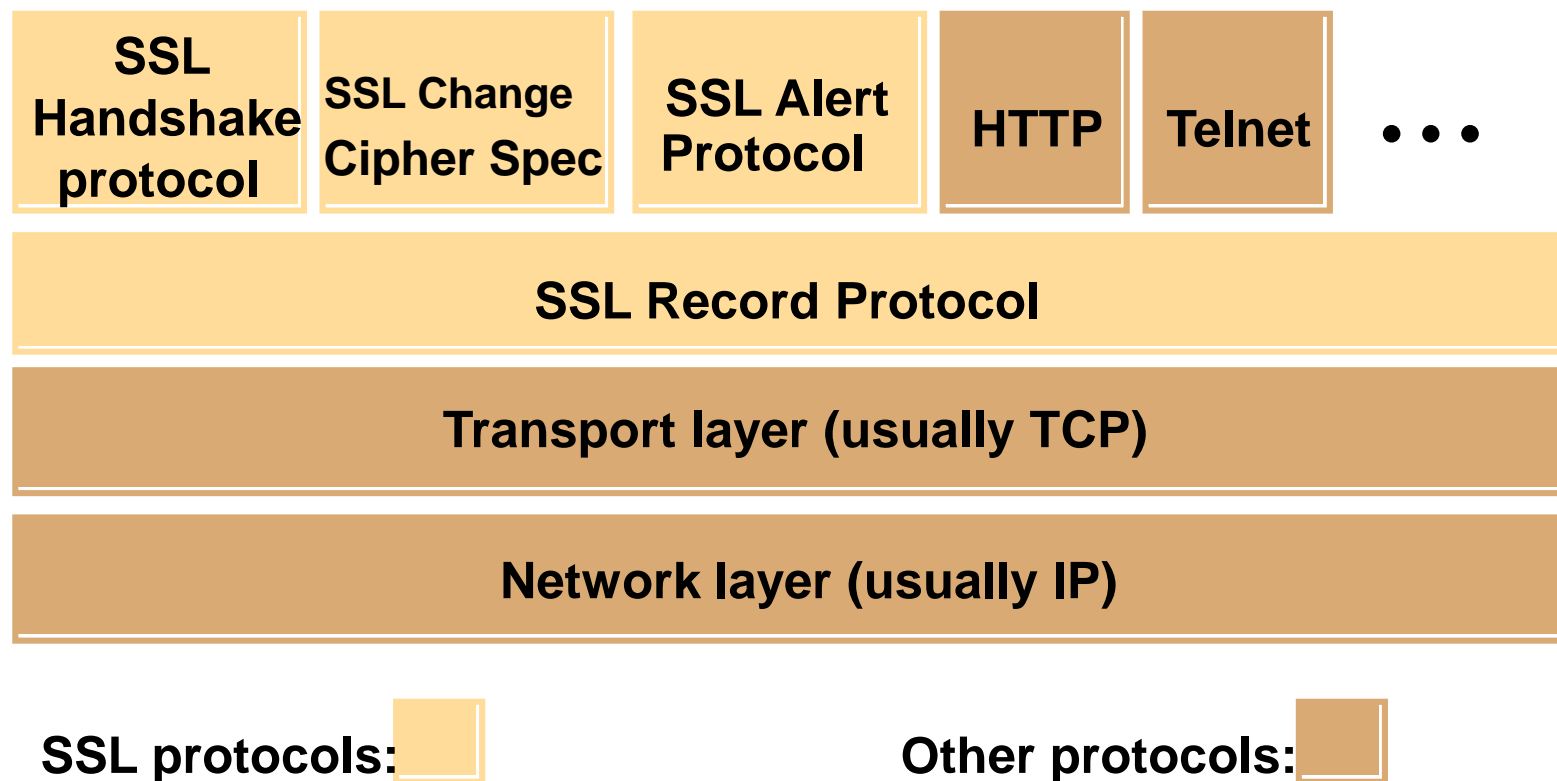 SSL
Handshake
protocol
SSL Change
Cipher Spec
SSL Alert
Protocol
HTTP
Telnet
• • •
SSL Record Protocol
Transport layer (usually TCP)
Network layer (usually IP)
SSL protocols:
Other protocols: